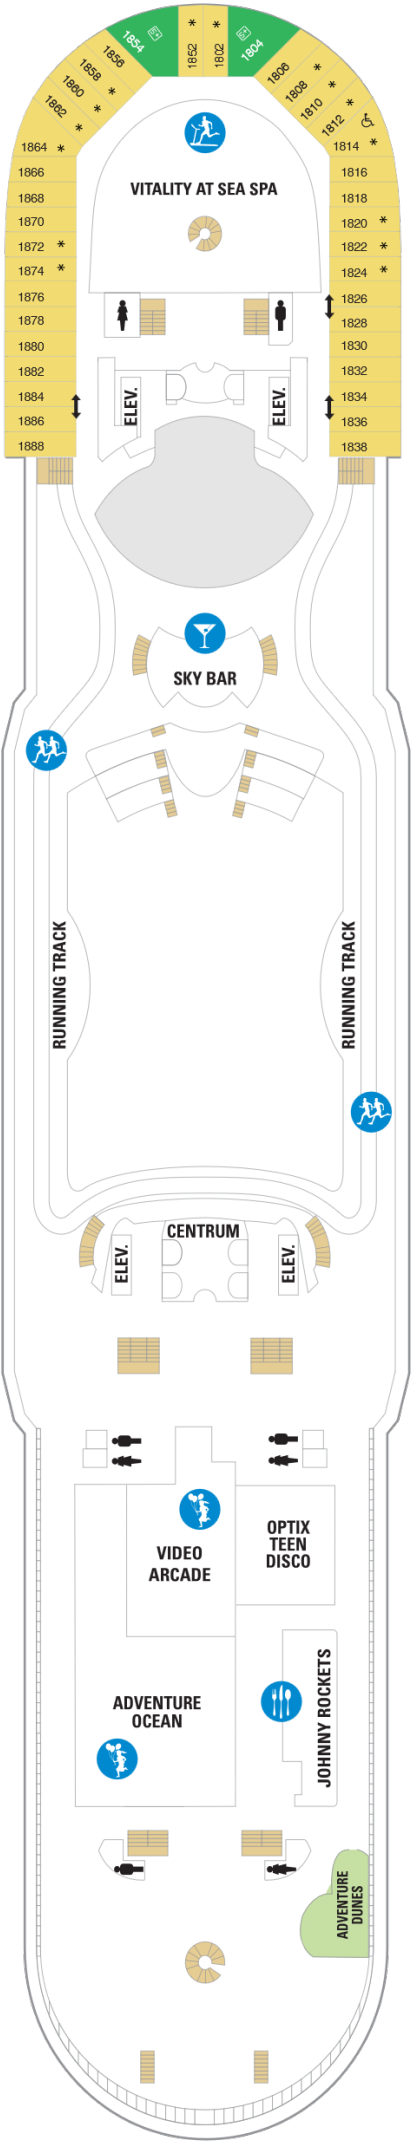 1852 *
1802 *
1854
1804
1856
1858 *
1860 *
1862 *
1864 *
1806
1808 *
1810 *
1812 *
1814 *
VITALITY AT SEA SPA
1866
1868
1870
1872 *
1874 *
1876
1878
1880
1882
1884
1886
1888
1816
1818
1820 *
1822 *
1824 *
1826
1828
1830
1832
1834
1836
1838
ELEV.
ELEV.
SKY BAR
RUNNING TRACK
RUNNING TRACK
CENTRUM
ELEV.
ELEV.
VIDEO
ARCADE
OPTIX
TEEN
DISCO
ADVENTURE
OCEAN
JOHNNY ROCKETS
ADVENTURE
DUNES